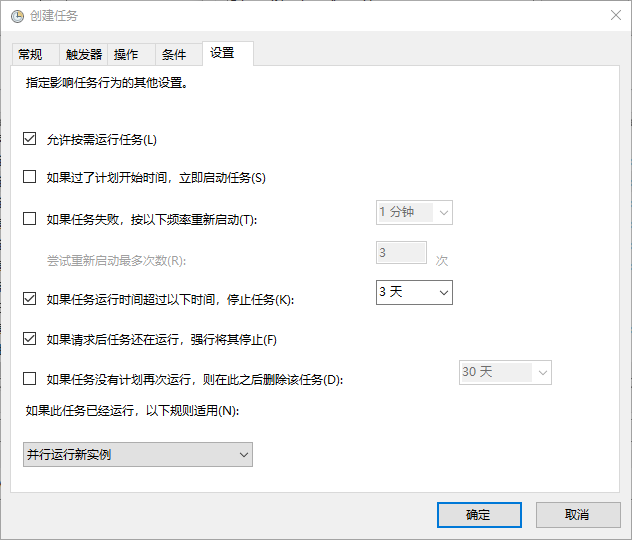 创建任务
常规 触发器 操作 条件 设置
指定影响任务行为的其他设置。
允许按需运行任务(L)
如果过了计划开始时间，立即启动任务(S)
如果任务失败，按以下频率重新启动(T): 1 分钟
尝试重新启动最多次数(R): 3 次
如果任务运行时间超过以下时间，停止任务(K): 3 天
如果请求后任务还在运行，强行将其停止(F)
如果任务没有计划再次运行，则在此之后删除该任务(D): 30 天
如果此任务已经运行，以下规则适用(N):
并行运行新实例
确定 取消